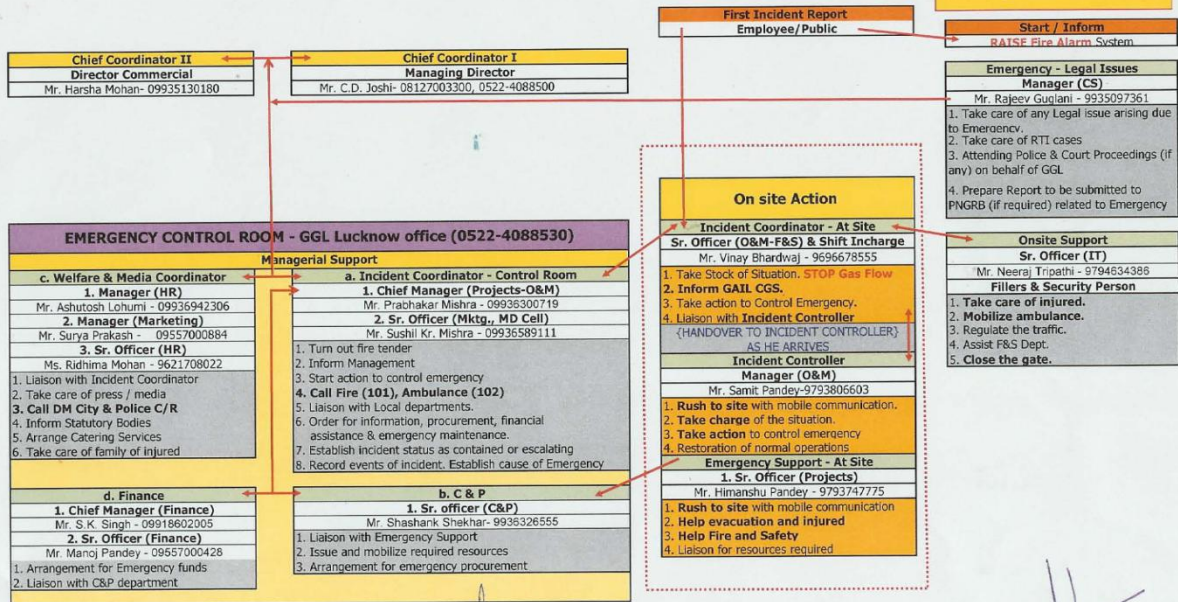 First Incident Report
Employee/Public
Start / Inform
RAISE Fire Alarm System
Chief Coordinator II
Director Commercial
Mr. Harsha Mohan- 09935130180
Chief Coordinator I
Managing Director
Mr. C.D. Joshi- 08127003300, 0522-4088500
Emergency - Legal Issues
Manager (CS)
Mr. Rajeev Guglani - 9935097361
1. Take care of any Legal issue arising due
to Emergency.
2. Take care of RTI cases
3. Attending Police & Court Proceedings (if
any) on behalf of GGL
4. Prepare Report to be submitted to
PNGRB (if required) related to Emergency
EMERGENCY CONTROL ROOM - GGL Lucknow office (0522-4088530)
Managerial Support
c. Welfare & Media Coordinator
1. Manager (HR)
Mr. Ashutosh Lohumi - 09936942306
2. Manager (Marketing)
Mr. Surya Prakash - 09557000884
3. Sr. Officer (HR)
Ms. Ridhima Mohan - 9621708022
1. Liaison with Incident Coordinator
2. Take care of press / media
3. Call DM City & Police C/R
4. Inform Statutory Bodies
5. Arrange Catering Services
6. Take care of family of injured
a. Incident Coordinator - Control Room
1. Chief Manager (Projects-O&M)
Mr. Prabhakar Mishra - 09936300719
2. Sr. Officer (Mktg., MD Cell)
Mr. Sushil Kr. Mishra - 09936589111
1. Turn out fire tender
2. Inform Management
3. Start action to control emergency
4. Call Fire (101), Ambulance (102)
5. Liaison with Local departments.
6. Order for information, procurement, financial
assistance & emergency maintenance.
7. Establish incident status as contained or escalating
8. Record events of incident. Establish cause of Emergency
d. Finance
1. Chief Manager (Finance)
Mr. S.K. Singh - 09918602005
2. Sr. Officer (Finance)
Mr. Manoj Pandey - 09557000428
1. Arrangement for Emergency funds
2. Liaison with C&P department
b. C & P
1. Sr. officer (C&P)
Mr. Shashank Shekhar- 9936326555
1. Liaison with Emergency Support
2. Issue and mobilize required resources
3. Arrangement for emergency procurement
On site Action
Incident Coordinator - At Site
Sr. Officer (O&M-F&S) & Shift Incharge
Mr. Vinay Bhardwaj - 9696678555
1. Take Stock of Situation. STOP Gas Flow
2. Inform GAIL CGS.
3. Take action to Control Emergency.
4. Liaison with Incident Controller
{HANDOVER TO INCIDENT CONTROLLER}
AS HE ARRIVES
Incident Controller
Manager (O&M)
Mr. Samit Pandey-9793806603
1. Rush to site with mobile communication.
2. Take charge of the situation.
3. Take action to control emergency
4. Restoration of normal operations
Emergency Support - At Site
1. Sr. Officer (Projects)
Mr. Himanshu Pandey - 9793747775
1. Rush to site with mobile communication
2. Help evacuation and injured
3. Help Fire and Safety
4. Liaison for resources required
Onsite Support
Sr. Officer (IT)
Mr. Neeraj Tripathi - 9794634386
Fillers & Security Person
1. Take care of injured.
2. Mobilize ambulance.
3. Regulate the traffic.
4. Assist F&S Dept.
5. Close the gate.